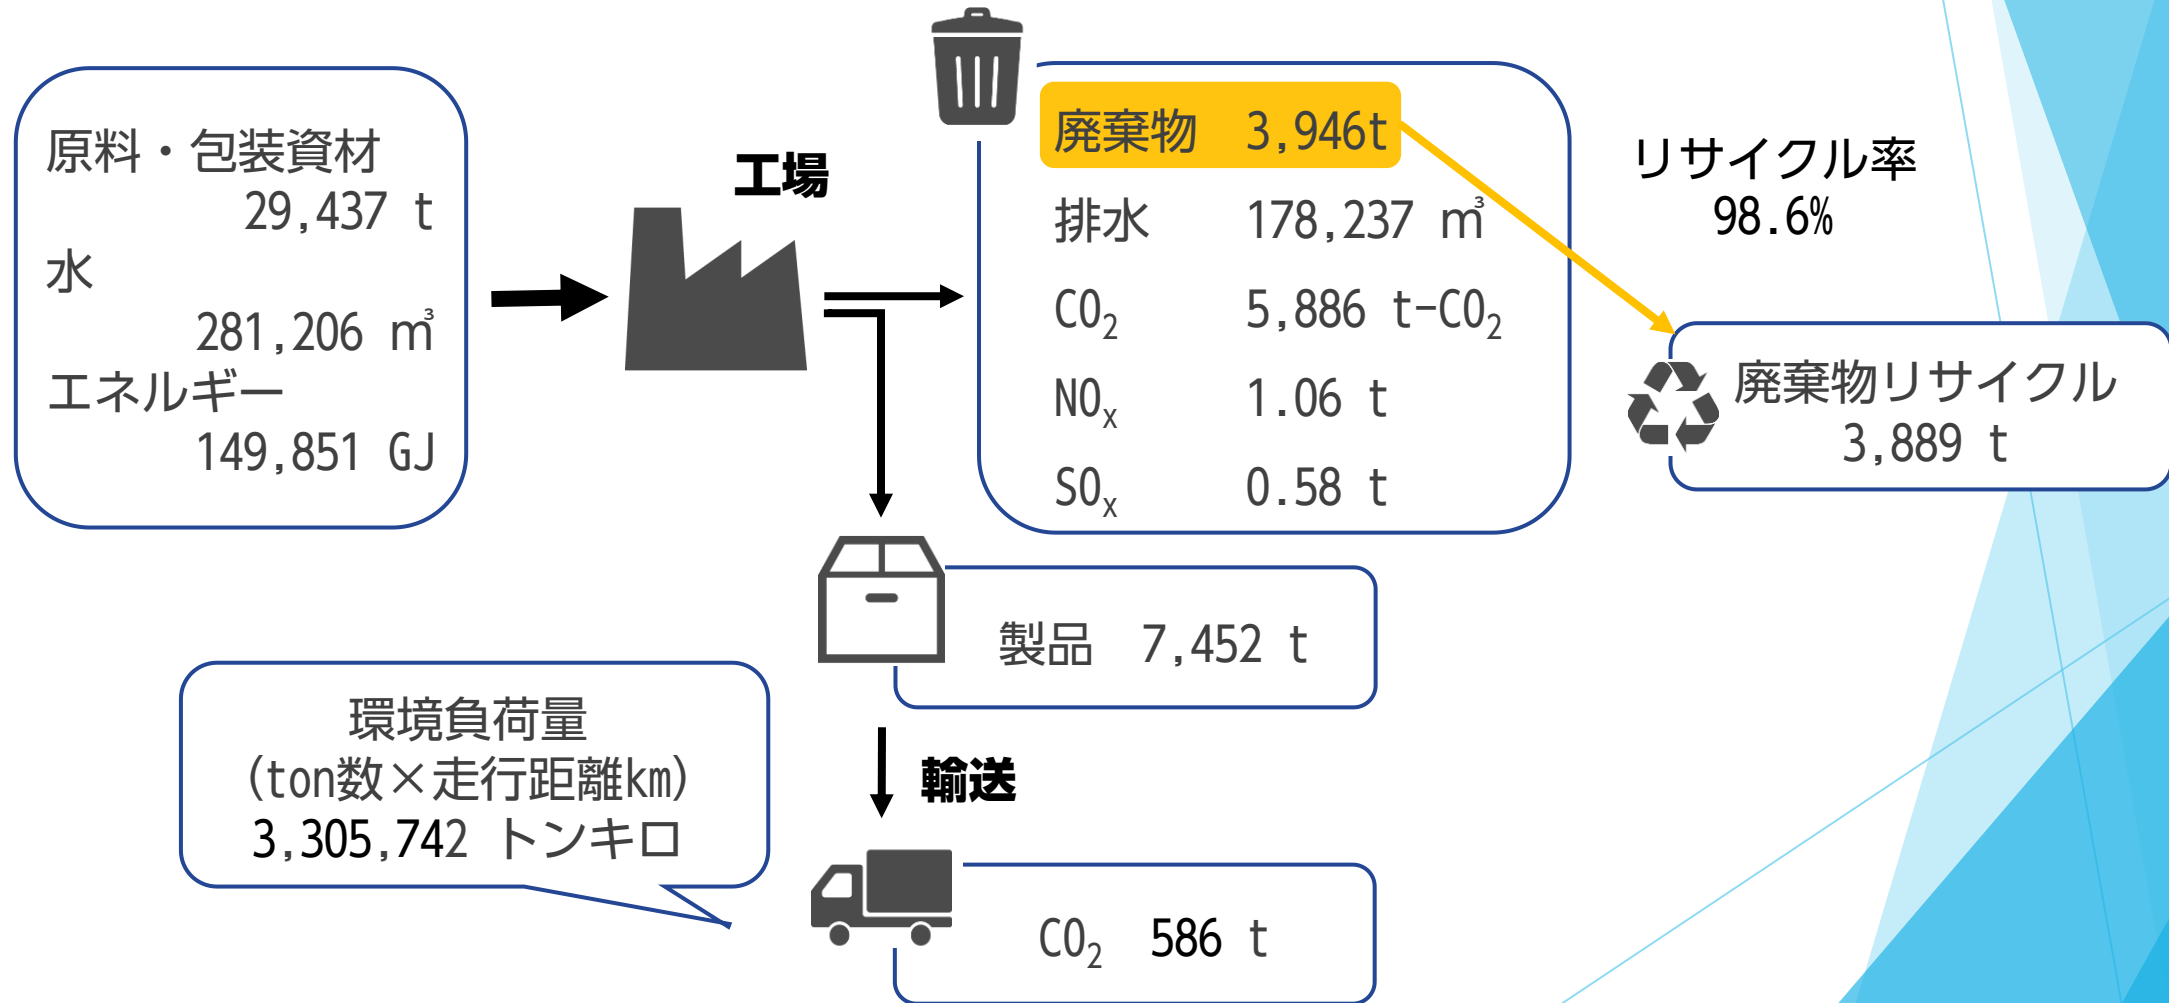 原料・包装資材
29,437 t
水
281,206 ㎥
エネルギー
149,851 GJ
工場
廃棄物 3,946t
排水 178,237 ㎥
CO₂ 5,886 t-CO₂
NOₓ 1.06 t
SOₓ 0.58 t
リサイクル率
98.6%
廃棄物リサイクル
3,889 t
製品 7,452 t
輸送
環境負荷量
(ton数×走行距離km)
3,305,742 トンキロ
CO₂ 586 t